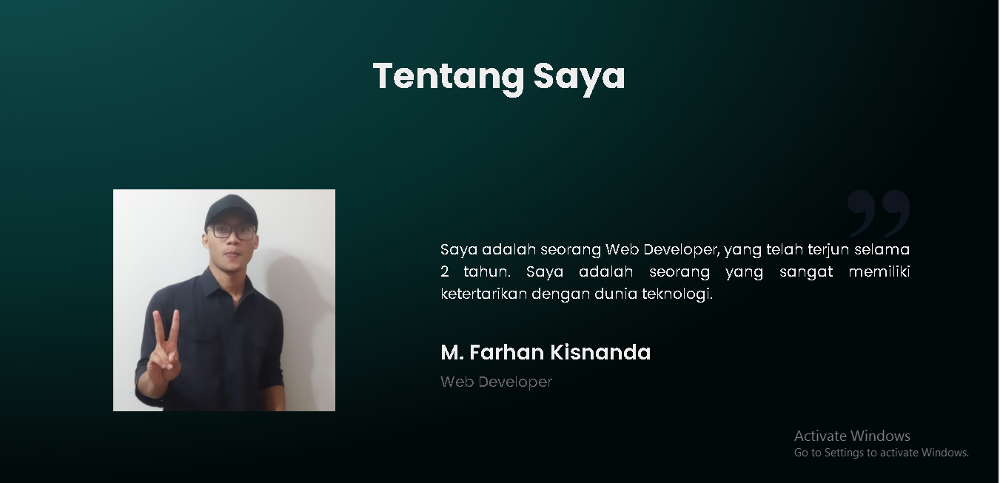 Tentang Saya
”
Saya adalah seorang Web Developer, yang telah terjun selama
2 tahun. Saya adalah seorang yang sangat memiliki
ketertarikan dengan dunia teknologi.
M. Farhan Kisnanda
Web Developer
Activate Windows
Go to Settings to activate Windows.